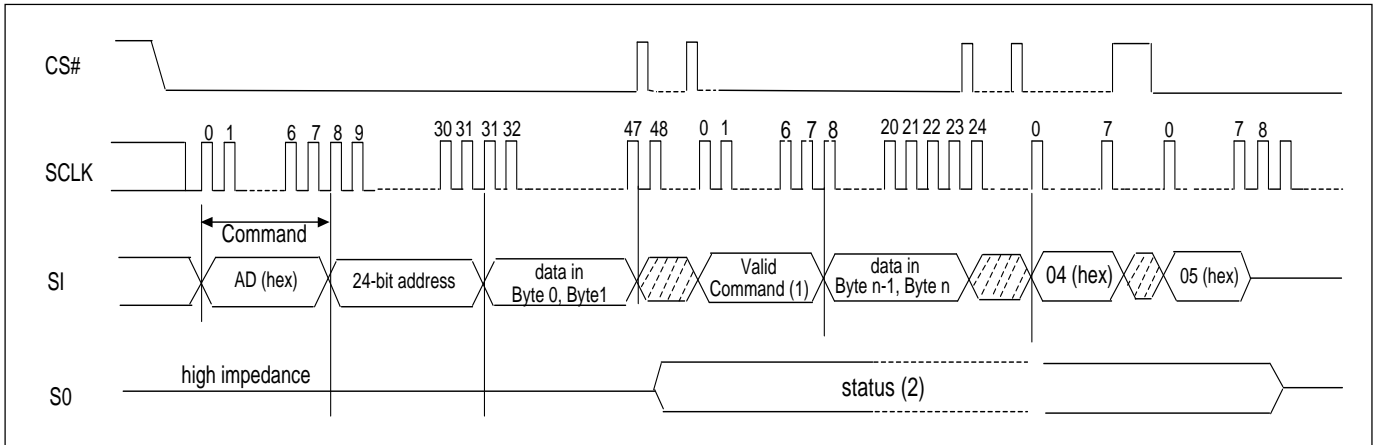 CS#
0 1 6 7 8 9 30 31 31 32 47 48 0 1 6 7 8 20 21 22 23 24 0 7 0 7 8
SCLK
Command
SI
AD (hex)
24-bit address
data in
Byte 0, Byte1
Valid
Command (1)
data in
Byte n-1, Byte n
04 (hex)
05 (hex)
high impedance
S0
status (2)